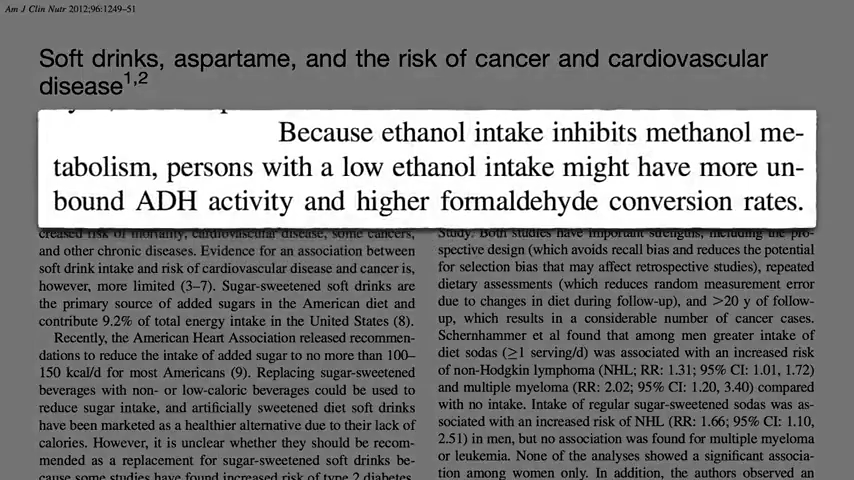 Am J Clin Nutr 2012;96:1249–51
Soft drinks, aspartame, and the risk of cancer and cardiovascular
disease1,2
Because ethanol intake inhibits methanol me-
tabolism, persons with a low ethanol intake might have more un-
bound ADH activity and higher formaldehyde conversion rates.
creased risk of mortality, cardiovascular disease, some cancers,
and other chronic diseases. Evidence for an association between
soft drink intake and risk of cardiovascular disease and cancer is,
however, more limited (3–7). Sugar-sweetened soft drinks are
the primary source of added sugars in the American diet and
contribute 9.2% of total energy intake in the United States (8).
Recently, the American Heart Association released recommen-
dations to reduce the intake of added sugar to no more than 100–
150 kcal/d for most Americans (9). Replacing sugar-sweetened
beverages with non- or low-caloric beverages could be used to
reduce sugar intake, and artificially sweetened diet soft drinks
have been marketed as a healthier alternative due to their lack of
calories. However, it is unclear whether they should be recom-
mended as a replacement for sugar-sweetened soft drinks be-
cause some studies have found increased risk of type 2 diabetes,
Study. Both studies have important strengths, including the pro-
spective design (which avoids recall bias and reduces the potential
for selection bias that may affect retrospective studies), repeated
dietary assessments (which reduces random measurement error
due to changes in diet during follow-up), and >20 y of follow-
up, which results in a considerable number of cancer cases.
Schernhammer et al found that among men greater intake of
diet sodas (≥1 serving/d) was associated with an increased risk
of non-Hodgkin lymphoma (NHL; RR: 1.31; 95% CI: 1.01, 1.72)
and multiple myeloma (RR: 2.02; 95% CI: 1.20, 3.40) compared
with no intake. Intake of regular sugar-sweetened sodas was as-
sociated with an increased risk of NHL (RR: 1.66; 95% CI: 1.10,
2.51) in men, but no association was found for multiple myeloma
or leukemia. None of the analyses showed a significant associa-
tion among women only. In addition, the authors observed an